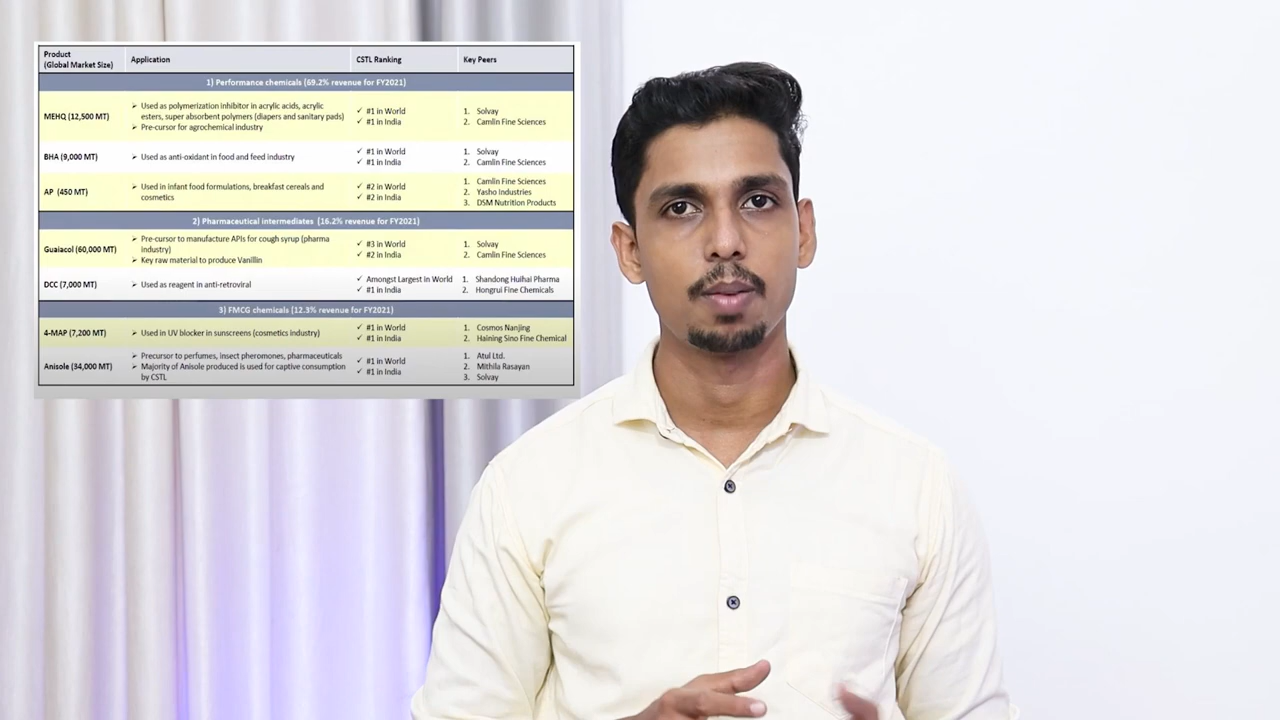 Product
(Global Market Size)
Application
CSTL Ranking
Key Peers
1) Performance chemicals (69.2% revenue for FY2021)
MEHQ (12,500 MT)
➢ Used as polymerization inhibitor in acrylic acids, acrylic
esters, super absorbent polymers (diapers and sanitary pads)
➢ Pre-cursor for agrochemical industry
✓ #1 in World
✓ #1 in India
1. Solvay
2. Camlin Fine Sciences
BHA (9,000 MT)
➢ Used as anti-oxidant in food and feed industry
✓ #1 in World
✓ #1 in India
1. Solvay
2. Camlin Fine Sciences
AP (450 MT)
➢ Used in infant food formulations, breakfast cereals and
cosmetics
✓ #2 in World
✓ #2 in India
1. Camlin Fine Sciences
2. Yasho Industries
3. DSM Nutrition Products
2) Pharmaceutical intermediates (16.2% revenue for FY2021)
Guaiacol (60,000 MT)
➢ Pre-cursor to manufacture APIs for cough syrup (pharma
industry)
➢ Key raw material to produce Vanillin
✓ #3 in World
✓ #2 in India
1. Solvay
2. Camlin Fine Sciences
DCC (7,000 MT)
➢ Used as reagent in anti-retroviral
✓ Amongst Largest in World
✓ #1 in India
1. Shandong Huihai Pharma
2. Hongrui Fine Chemicals
3) FMCG chemicals (12.3% revenue for FY2021)
4-MAP (7,200 MT)
➢ Used in UV blocker in sunscreens (cosmetics industry)
✓ #1 in World
✓ #1 in India
1. Cosmos Nanjing
2. Haining Sino Fine Chemical
Anisole (34,000 MT)
➢ Precursor to perfumes, insect pheromones, pharmaceuticals
➢ Majority of Anisole produced is used for captive consumption
by CSTL
✓ #1 in World
✓ #1 in India
1. Atul Ltd.
2. Mithila Rasayan
3. Solvay